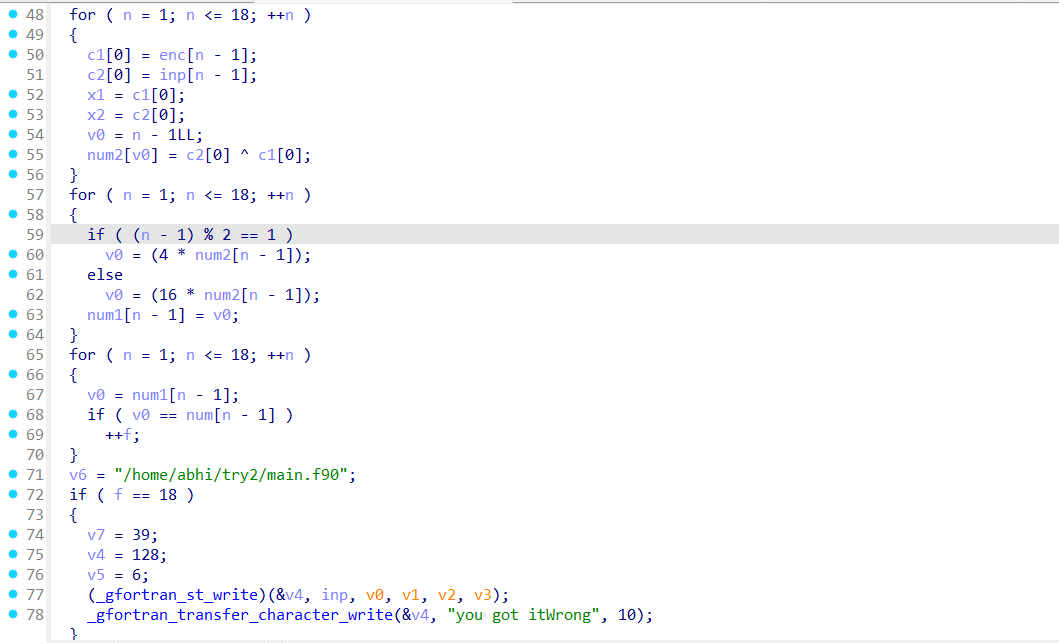 48 for ( n = 1; n <= 18; ++n )
49 {
50 c1[0] = enc[n - 1];
51 c2[0] = inp[n - 1];
52 x1 = c1[0];
53 x2 = c2[0];
54 v0 = n - 1LL;
55 num2[v0] = c2[0] ^ c1[0];
56 }
57 for ( n = 1; n <= 18; ++n )
58 {
59 if ( (n - 1) % 2 == 1 )
60 v0 = (4 * num2[n - 1]);
61 else
62 v0 = (16 * num2[n - 1]);
63 num1[n - 1] = v0;
64 }
65 for ( n = 1; n <= 18; ++n )
66 {
67 v0 = num1[n - 1];
68 if ( v0 == num[n - 1] )
69 ++f;
70 }
71 v6 = "/home/abhi/try2/main.f90";
72 if ( f == 18 )
73 {
74 v7 = 39;
75 v4 = 128;
76 v5 = 6;
77 (_gfortran_st_write)(&v4, inp, v0, v1, v2, v3);
78 _gfortran_transfer_character_write(&v4, "you got itWrong", 10);
}